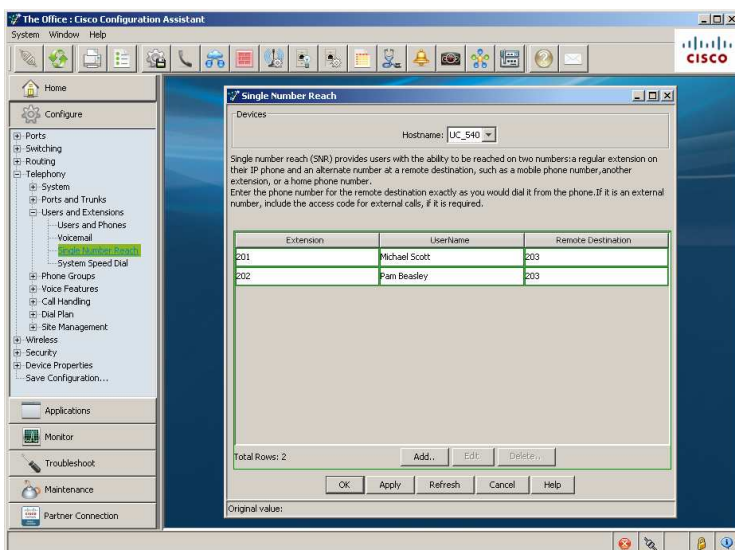 The Office : Cisco Configuration Assistant
System Window Help
CISCO
Home
Configure
Ports
Switching
Routing
Telephony
System
Ports and Trunks
Users and Extensions
Users and Phones
Voicemail
Single Number Reach
System Speed Dial
Phone Groups
Voice Features
Call Handling
Dial Plan
Site Management
Wireless
Security
Device Properties
Save Configuration...
Applications
Monitor
Troubleshoot
Maintenance
Partner Connection
Single Number Reach
Devices
Hostname: UC_540
Single number reach (SNR) provides users with the ability to be reached on two numbers:a regular extension on
their IP phone and an alternate number at a remote destination, such as a mobile phone number,another
extension, or a home phone number.
Enter the phone number for the remote destination exactly as you would dial it from the phone.If it is an external
number, include the access code for external calls, if it is required.
Extension UserName Remote Destination
201 Michael Scott 203
202 Pam Beasley 203
Total Rows: 2 Add.. Edit Delete...
OK Apply Refresh Cancel Help
Original value: